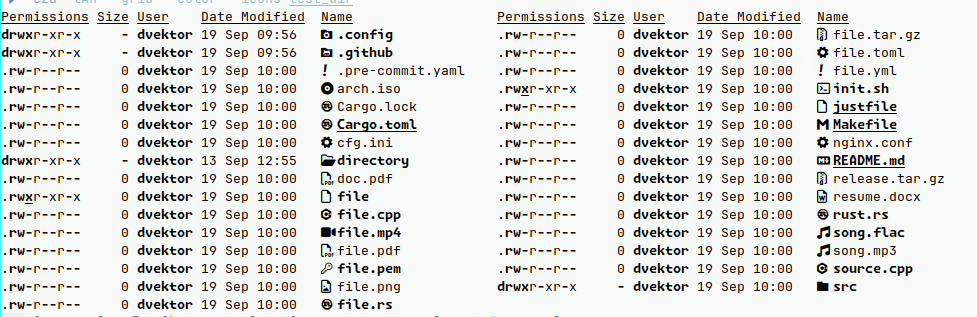 eza -lAh --grid --color --icons test_dir
Permissions Size User    Date Modified Name              Permissions Size User    Date Modified Name
drwxr-xr-x     - dvektor 19 Sep 09:56  .config           .rw-r--r--     0 dvektor 19 Sep 10:00  file.tar.gz
drwxr-xr-x     - dvektor 19 Sep 09:56  .github           .rw-r--r--     0 dvektor 19 Sep 10:00  file.toml
.rw-r--r--     0 dvektor 19 Sep 10:00  .pre-commit.yaml  .rw-r--r--     0 dvektor 19 Sep 10:00  file.yml
.rw-r--r--     0 dvektor 19 Sep 10:00  arch.iso          .rwxr-xr-x     0 dvektor 19 Sep 10:00  init.sh
.rw-r--r--     0 dvektor 19 Sep 10:00  Cargo.lock        .rw-r--r--     0 dvektor 19 Sep 10:00  justfile
.rw-r--r--     0 dvektor 19 Sep 10:00  Cargo.toml        .rw-r--r--     0 dvektor 19 Sep 10:00  Makefile
.rw-r--r--     0 dvektor 19 Sep 10:00  cfg.ini           .rw-r--r--     0 dvektor 19 Sep 10:00  nginx.conf
drwxr-xr-x     - dvektor 13 Sep 12:55  directory         .rw-r--r--     0 dvektor 19 Sep 10:00  README.md
.rw-r--r--     0 dvektor 19 Sep 10:00  doc.pdf           .rw-r--r--     0 dvektor 19 Sep 10:00  release.tar.gz
.rwxr-xr-x     0 dvektor 19 Sep 10:00  file              .rw-r--r--     0 dvektor 19 Sep 10:00  resume.docx
.rw-r--r--     0 dvektor 19 Sep 10:00  file.cpp          .rw-r--r--     0 dvektor 19 Sep 10:00  rust.rs
.rw-r--r--     0 dvektor 19 Sep 10:00  file.mp4          .rw-r--r--     0 dvektor 19 Sep 10:00  song.flac
.rw-r--r--     0 dvektor 19 Sep 10:00  file.pdf          .rw-r--r--     0 dvektor 19 Sep 10:00  song.mp3
.rw-r--r--     0 dvektor 19 Sep 10:00  file.pem          .rw-r--r--     0 dvektor 19 Sep 10:00  source.cpp
.rw-r--r--     0 dvektor 19 Sep 10:00  file.png          drwxr-xr-x     - dvektor 19 Sep 10:00  src
.rw-r--r--     0 dvektor 19 Sep 10:00  file.rs